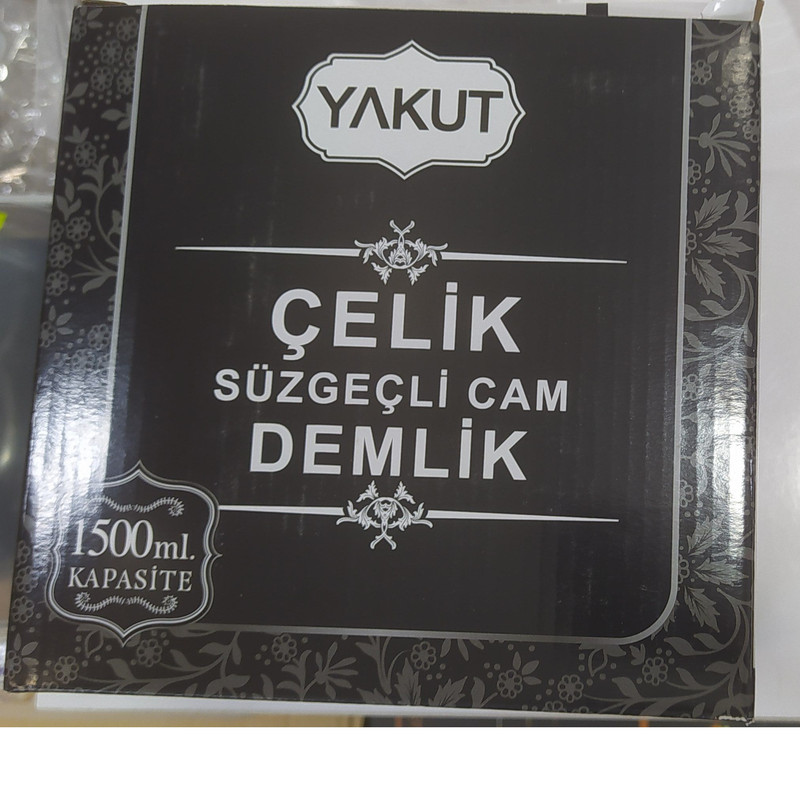 YAKUT
ÇELİK
SÜZGEÇLİ CAM
DEMLİK
1500ml.
KAPASİTE